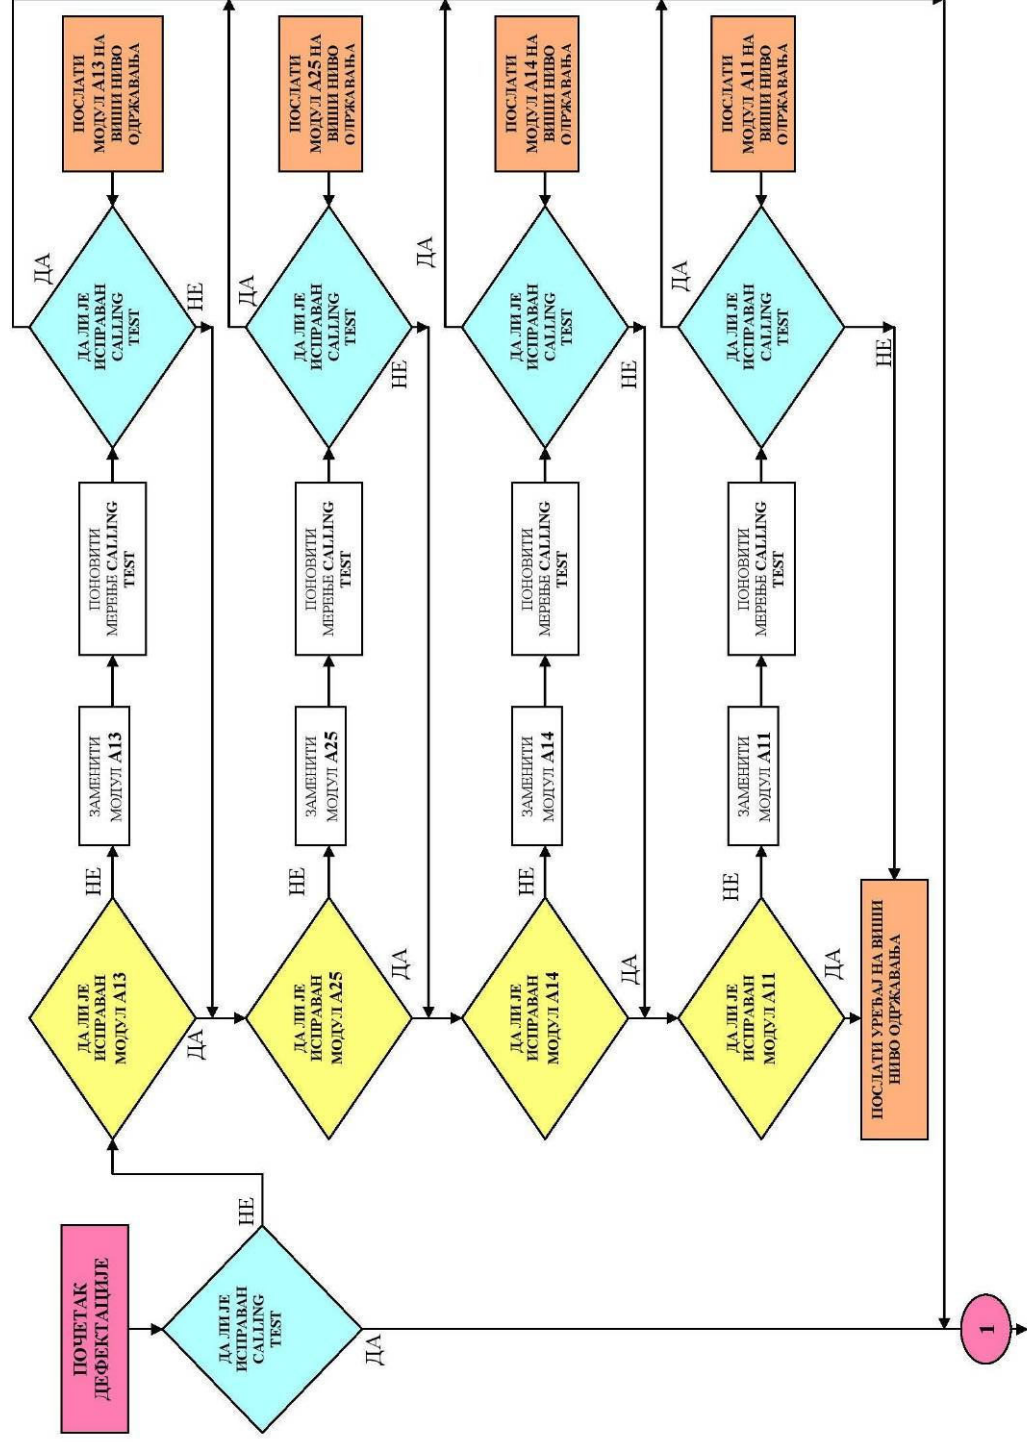 ПОЧЕТАК
ДЕФЕКТАЦИЈЕ
ДА ЛИ ЈЕ
ИСПРАВАН
CALLING
TEST
НЕ
ДА
ДА ЛИ ЈЕ
ИСПРАВАН
МОДУЛ А13
НЕ
ДА
ЗАМЕНИТИ
МОДУЛ А13
ПОНОВИТИ
МЕРЕЊЕ CALLING
TEST
ДА ЛИ ЈЕ
ИСПРАВАН
CALLING
TEST
ДА
НЕ
ПОСЛАТИ
МОДУЛ А13 НА
ВИШИ НИВО
ОДРЖАВАЊА
ДА ЛИ ЈЕ
ИСПРАВАН
МОДУЛ А25
НЕ
ДА
ЗАМЕНИТИ
МОДУЛ А25
ПОНОВИТИ
МЕРЕЊЕ CALLING
TEST
ДА ЛИ ЈЕ
ИСПРАВАН
CALLING
TEST
ДА
НЕ
ПОСЛАТИ
МОДУЛ А25 НА
ВИШИ НИВО
ОЛРЖАВАЊА
ДА ЛИ ЈЕ
ИСПРАВАН
МОДУЛ А14
НЕ
ДА
ЗАМЕНИТИ
МОДУЛ А14
ПОНОВИТИ
МЕРЕЊЕ CALLING
TEST
ДА ЛИ ЈЕ
ИСПРАВАН
CALLING
TEST
ДА
НЕ
ПОСЛАТИ
МОДУЛ А14 НА
ВИШИ НИВО
ОЛРЖАВАЊА
ДА ЛИ ЈЕ
ИСПРАВАН
МОДУЛ А11
НЕ
ДА
ЗАМЕНИТИ
МОДУЛ А11
ПОНОВИТИ
МЕРЕЊЕ CALLING
TEST
ДА ЛИ ЈЕ
ИСПРАВАН
CALLING
TEST
ДА
НЕ
ПОСЛАТИ
МОДУЛ А11 НА
ВИШИ НИВО
ОЛРЖАВАЊА
ПОСЛАТИ УРЕЂАЈ НА ВИШИ
НИВО ОДРЖАВАЊА
1